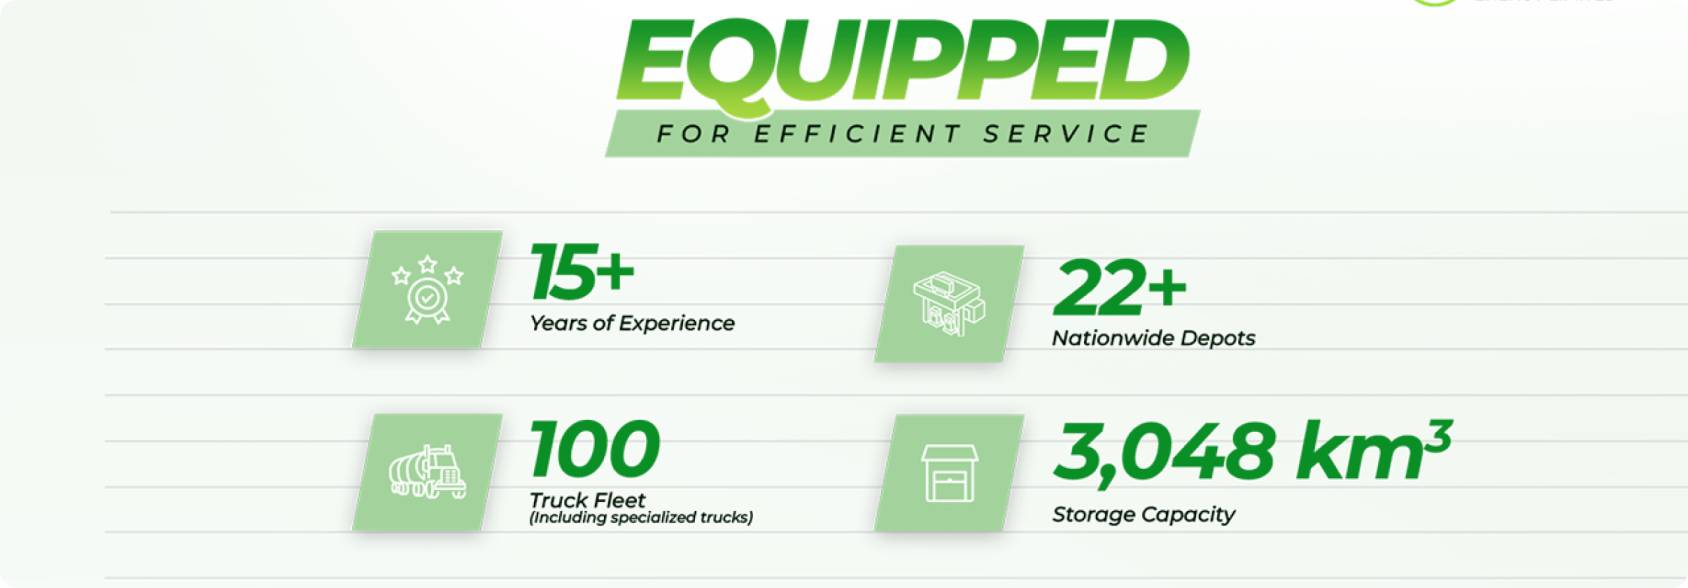 EQUIPPED
FOR EFFICIENT SERVICE
15+
Years of Experience
22+
Nationwide Depots
100
Truck Fleet
(Including specialized trucks)
3,048 km³
Storage Capacity